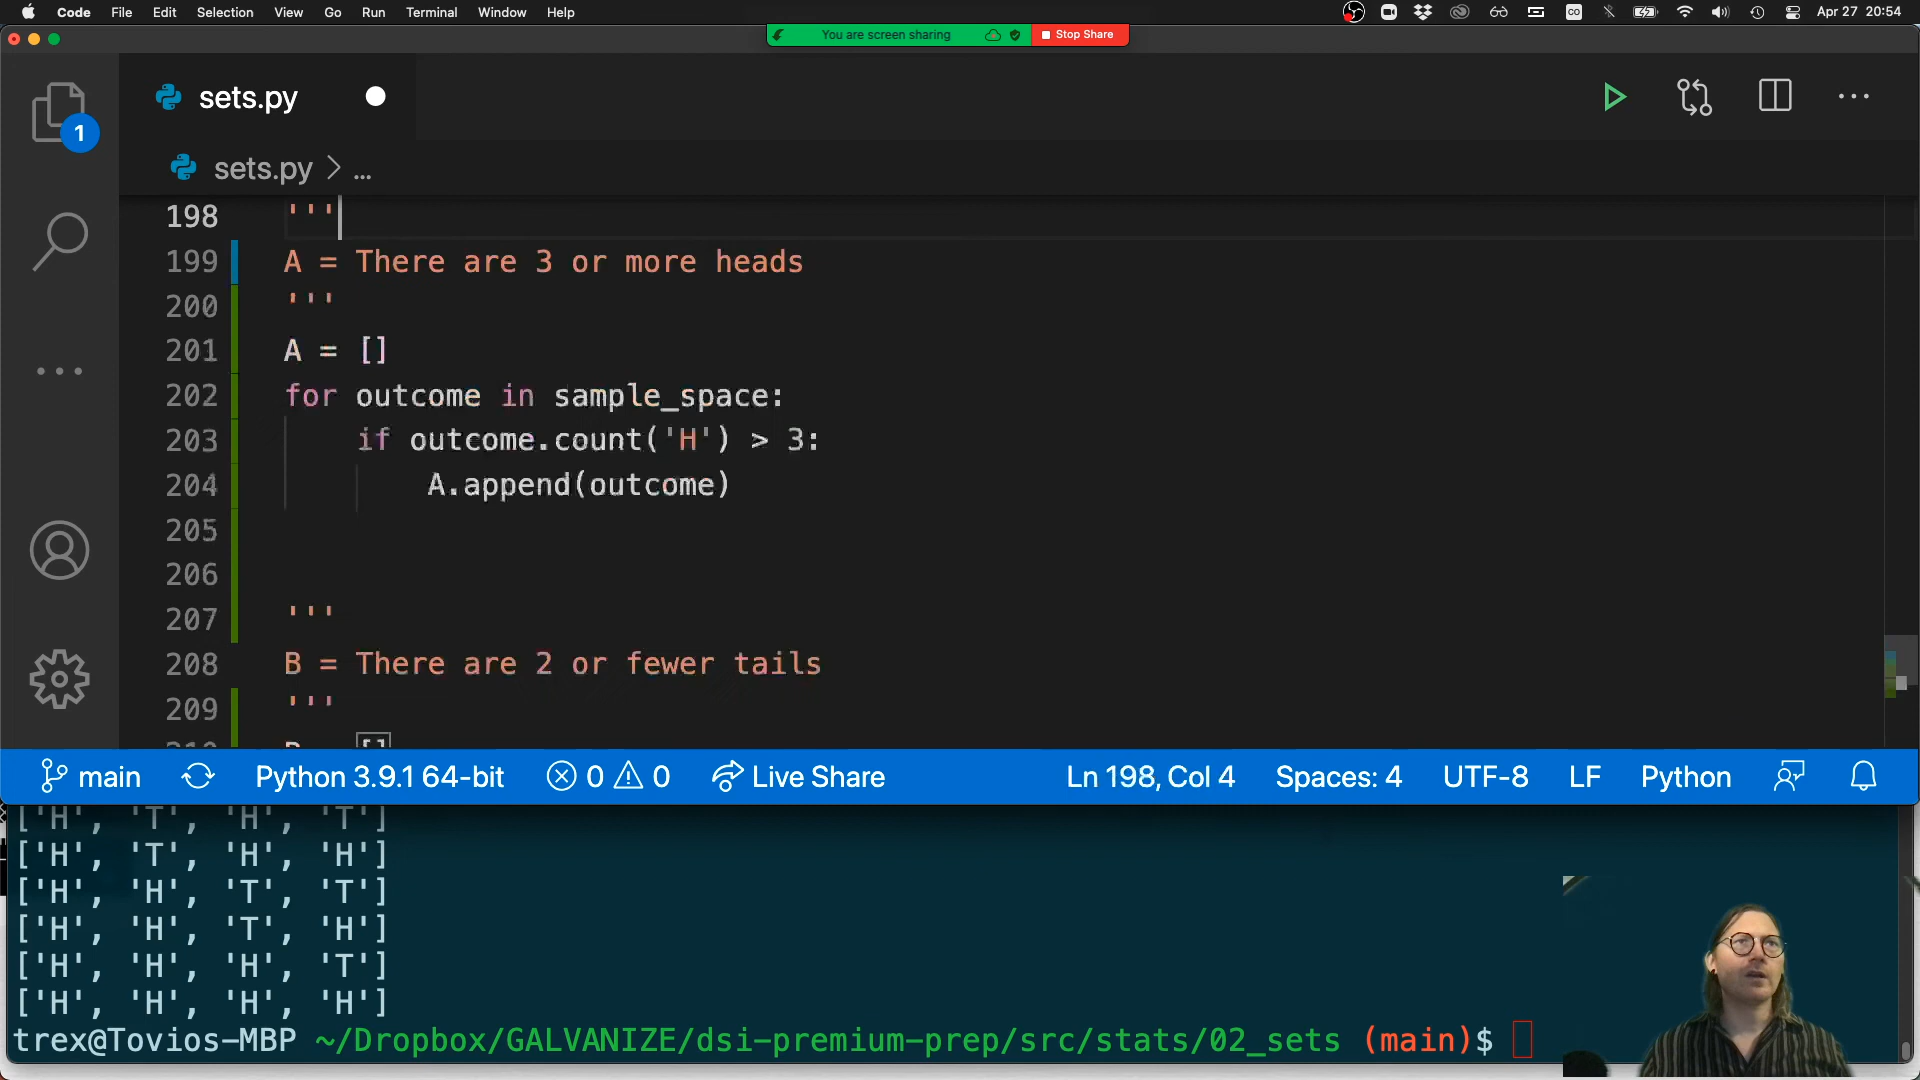 Code File Edit Selection View Go Run Terminal Window Help
Apr 27 20:54
You are screen sharing
Stop Share
sets.py
1
sets.py > ...
198 '''
199 A = There are 3 or more heads
200 '''
201 A = []
202 for outcome in sample_space:
203 if outcome.count('H') > 3:
204 A.append(outcome)
205
206
207 '''
208 B = There are 2 or fewer tails
209 '''
main
Python 3.9.1 64-bit
0 0
Live Share
Ln 198, Col 4
Spaces: 4
UTF-8
LF
Python
['H', 'T', 'H', 'T']
['H', 'T', 'H', 'H']
['H', 'H', 'T', 'T']
['H', 'H', 'T', 'H']
['H', 'H', 'H', 'T']
['H', 'H', 'H', 'H']
trex@Tovios-MBP ~/Dropbox/GALVANIZE/dsi-premium-prep/src/stats/02_sets (main)$